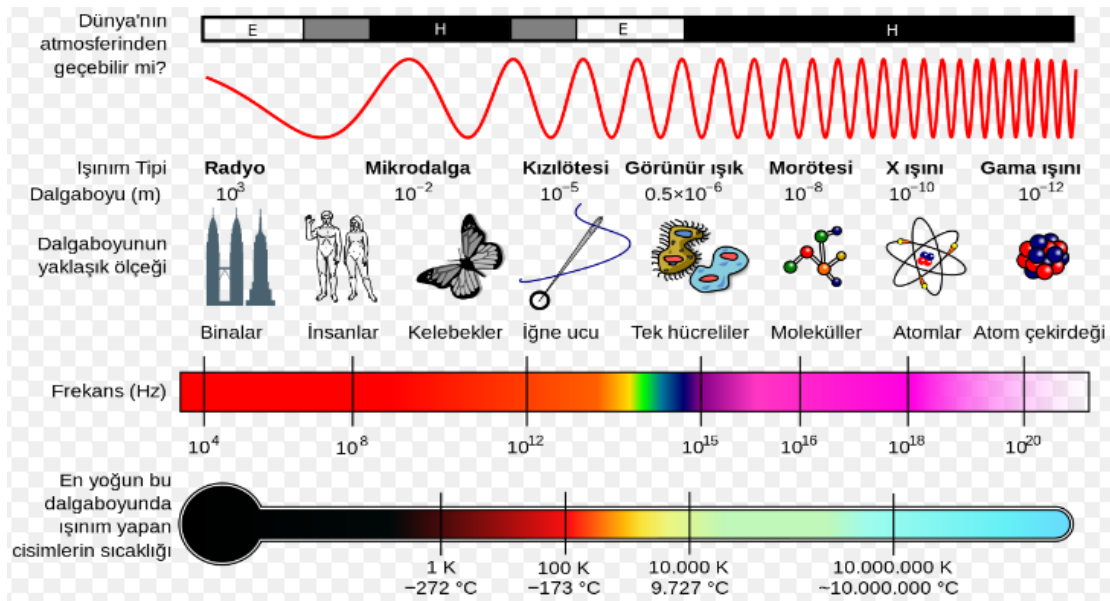 Dünya'nın
atmosferinden
geçebilir mi?
E H E H
Işınım Tipi Radyo Mikrodalga Kızılötesi Görünür ışık Morötesi X ışını Gama ışını
Dalgaboyu (m) 10³ 10⁻² 10⁻⁵ 0.5×10⁻⁶ 10⁻⁸ 10⁻¹⁰ 10⁻¹²
Dalgaboyunun
yaklaşık ölçeği
Binalar İnsanlar Kelebekler İğne ucu Tek hücreliler Moleküller Atomlar Atom çekirdeği
Frekans (Hz)
10⁴ 10⁸ 10¹² 10¹⁵ 10¹⁶ 10¹⁸ 10²⁰
En yoğun bu
dalgaboyunda
ışınım yapan
cisimlerin sıcaklığı
1 K 100 K 10.000 K 10.000.000 K
−272 °C −173 °C 9.727 °C ~10.000.000 °C